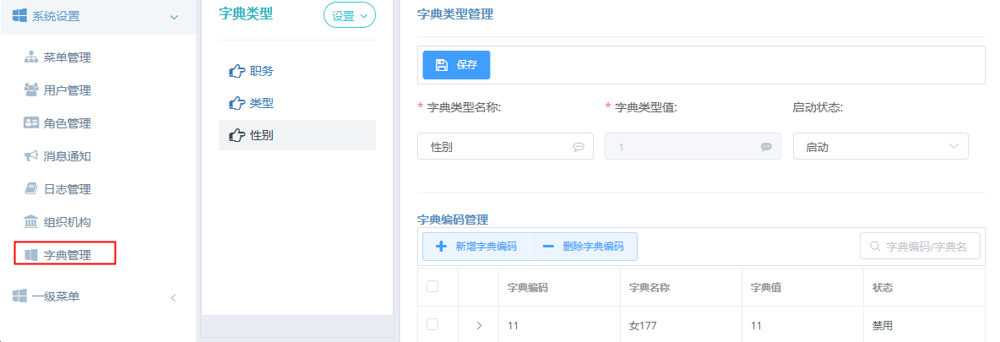 系统设置
菜单管理
用户管理
角色管理
消息通知
日志管理
组织机构
字典管理
一级菜单
字典类型
设置
职务
类型
性别
字典类型管理
保存
* 字典类型名称:
* 字典类型值:
启动状态:
性别
1
启动
字典编码管理
新增字典编码
删除字典编码
字典编码/字典名
字典编码 字典名称 字典值 状态
11 女177 11 禁用